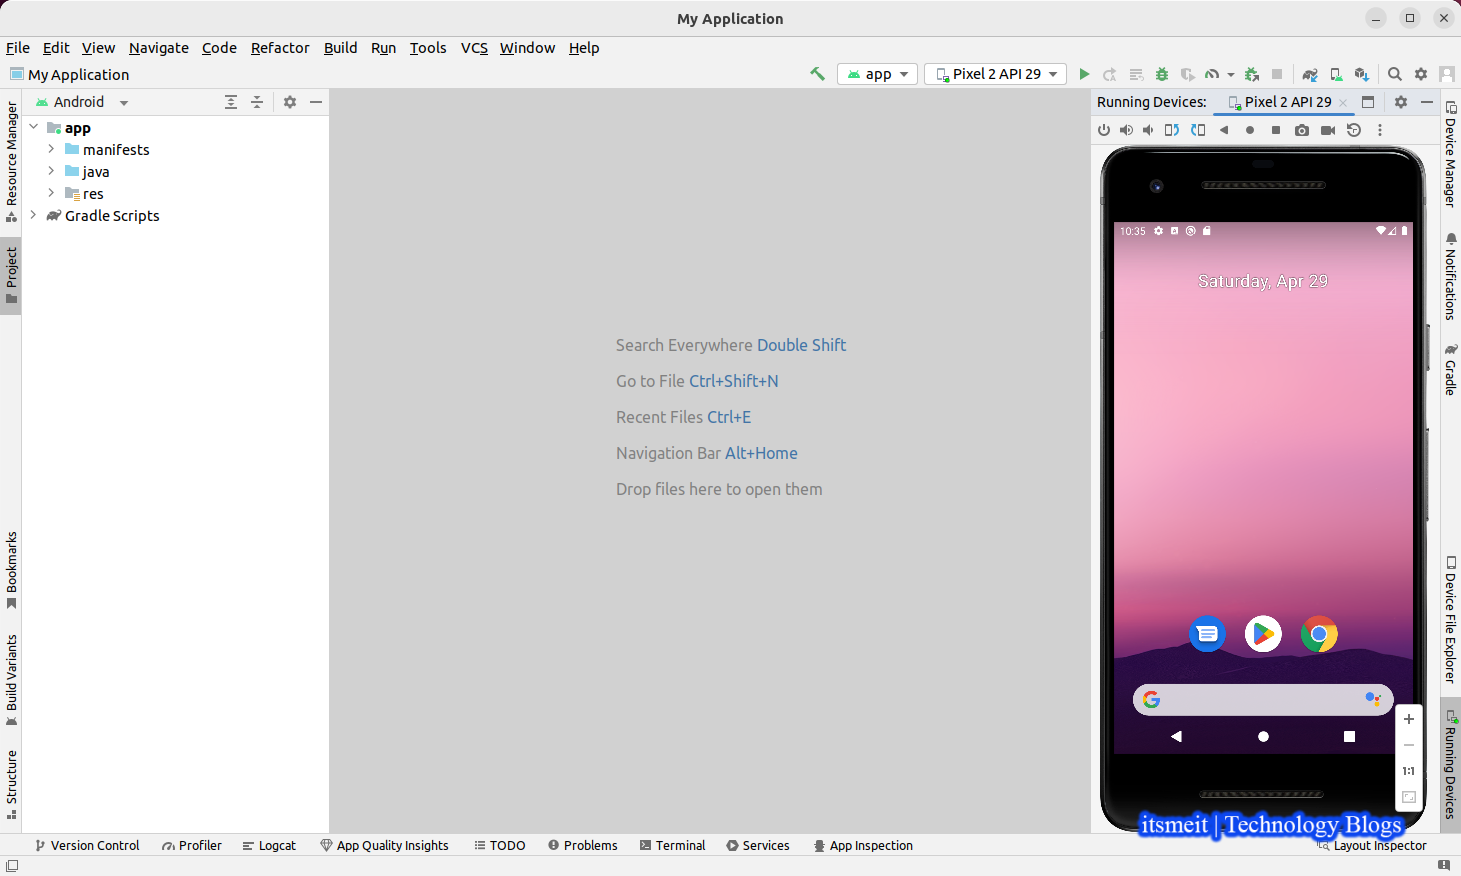 My Application
File Edit View Navigate Code Refactor Build Run Tools VCS Window Help
My Application
app
Pixel 2 API 29
Resource Manager
Project
Bookmarks
Build Variants
Structure
Android
app
manifests
java
res
Gradle Scripts
Search Everywhere Double Shift
Go to File Ctrl+Shift+N
Recent Files Ctrl+E
Navigation Bar Alt+Home
Drop files here to open them
Running Devices: Pixel 2 API 29
10:35
Saturday, Apr 29
1:1
Device Manager
Notifications
Gradle
Device File Explorer
Running Devices
itsmeit | Technology Blogs
Version Control Profiler Logcat App Quality Insights TODO Problems Terminal Services App Inspection Layout Inspector